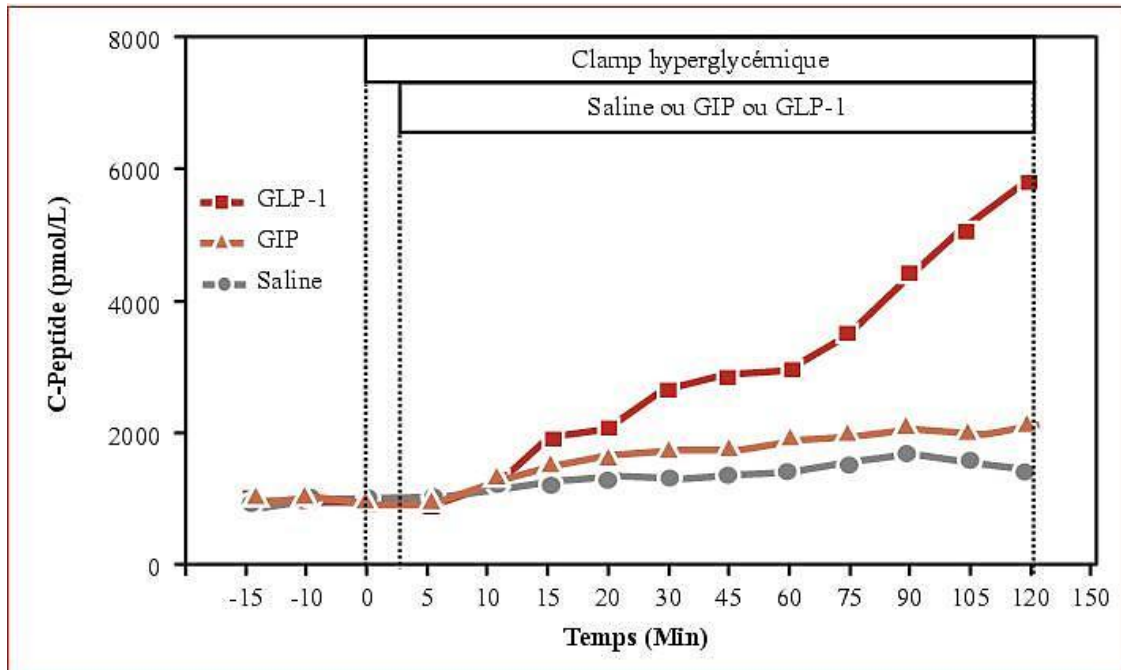 8000
Clamp hyperglycémique
Saline ou GIP ou GLP-1
6000
GLP-1
GIP
Saline
4000
2000
0
C-Peptide (pmol/L)
-15 -10 0 5 10 15 20 30 45 60 75 90 105 120 150
Temps (Min)